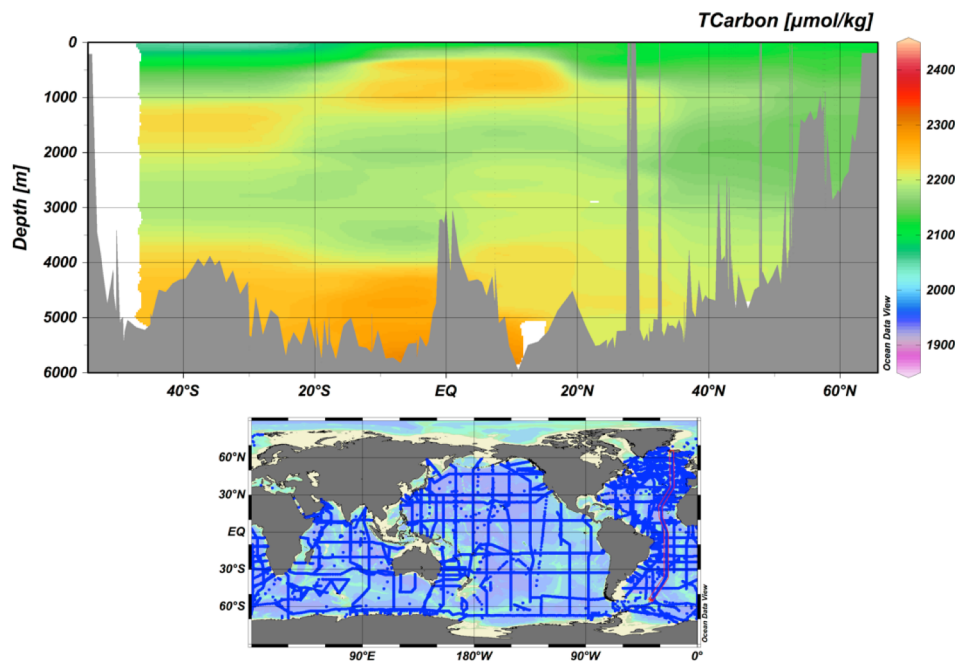 TCarbon [µmol/kg]
0
1000
2000
3000
4000
5000
6000
Depth [m]
40°S 20°S EQ 20°N 40°N 60°N
2400
2300
2200
2100
2000
1900
Ocean Data View
60°N
30°N
EQ
30°S
60°S
90°E 180°W 90°W 0°
Ocean Data View